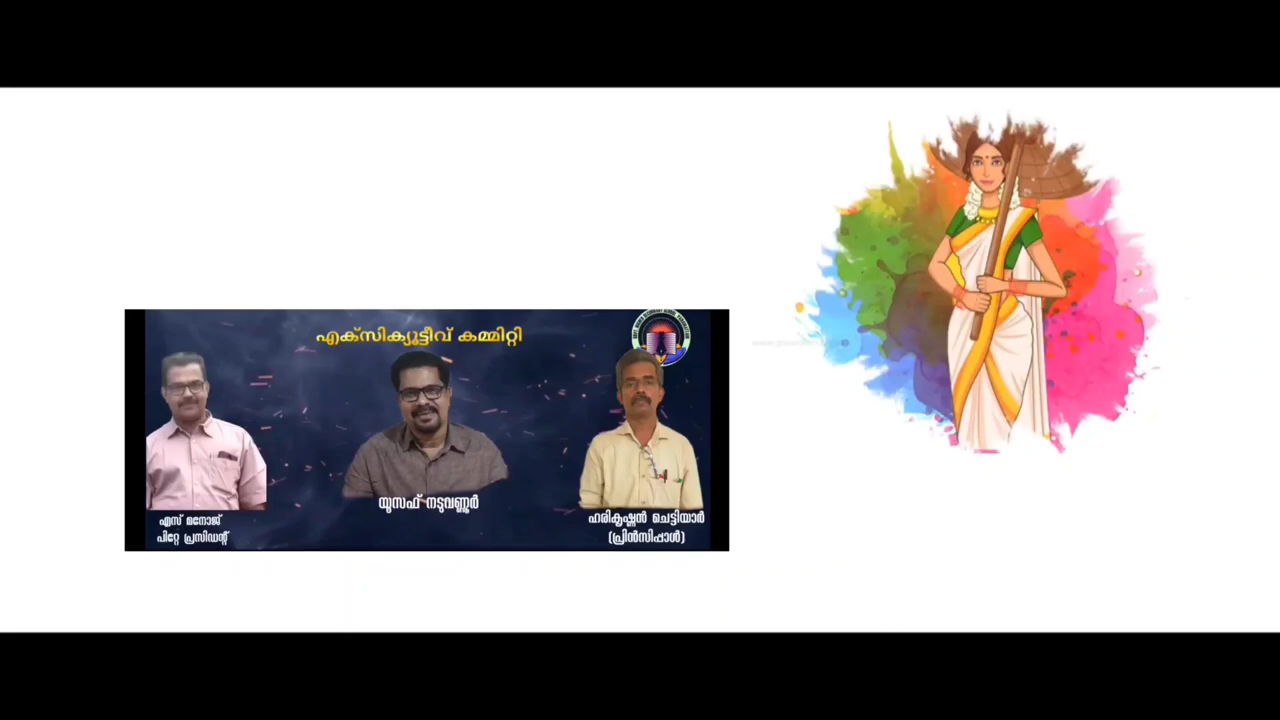 എക്സിക്യൂട്ടീവ് കമ്മിറ്റി
യൂസഫ് നടുവണ്ണൂർ
എസ് മനോജ്
പിറ്റേ പ്രസിഡന്റ്
ഹരികൃഷ്ണൻ ചെട്ടിയാർ
(പ്രിൻസിപ്പാൾ)